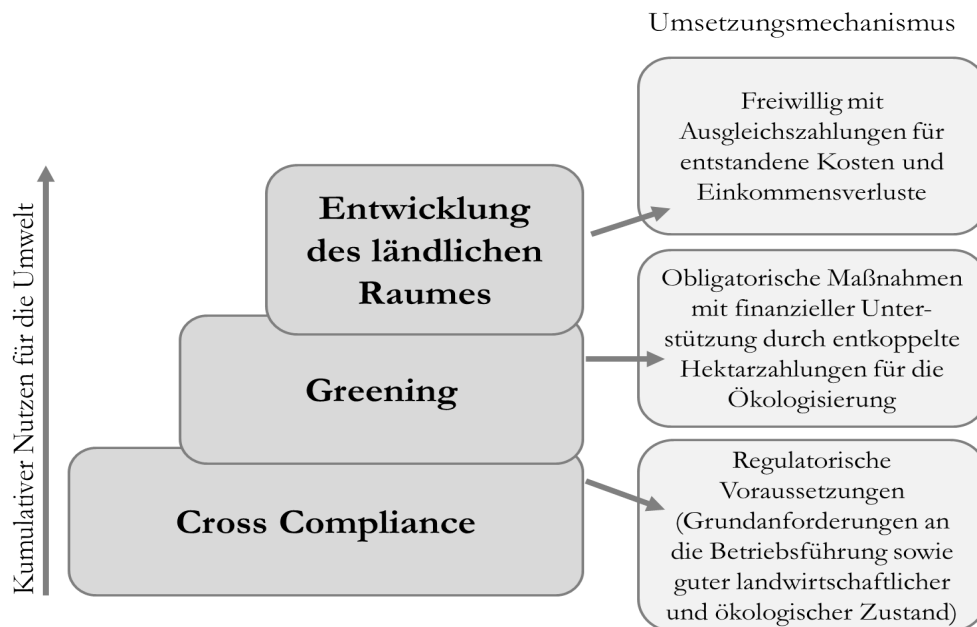 Umsetzungsmechanismus
Kumulativer Nutzen für die Umwelt
Entwicklung
des ländlichen
Raumes
Freiwillig mit
Ausgleichszahlungen für
entstandene Kosten und
Einkommensverluste
Greening
Obligatorische Maßnahmen
mit finanzieller Unter-
stützung durch entkoppelte
Hektarzahlungen für die
Ökologisierung
Cross Compliance
Regulatorische
Voraussetzungen
(Grundanforderungen an
die Betriebsführung sowie
guter landwirtschaftlicher
und ökologischer Zustand)